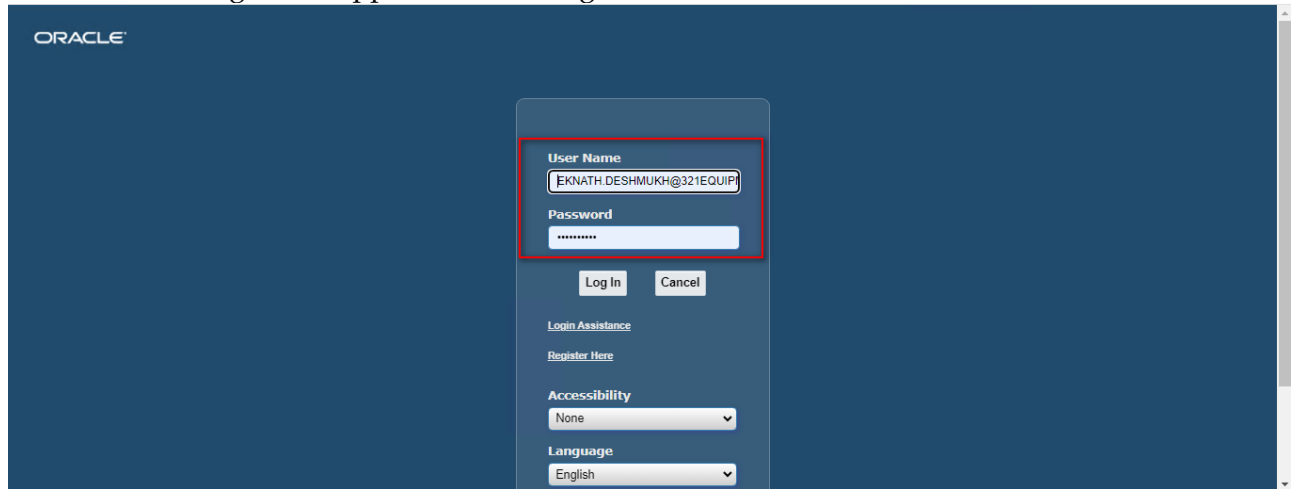 ORACLE
User Name
EKNATH.DESHMUKH@321EQUIP
Password
Log In Cancel
Login Assistance
Register Here
Accessibility
None
Language
English